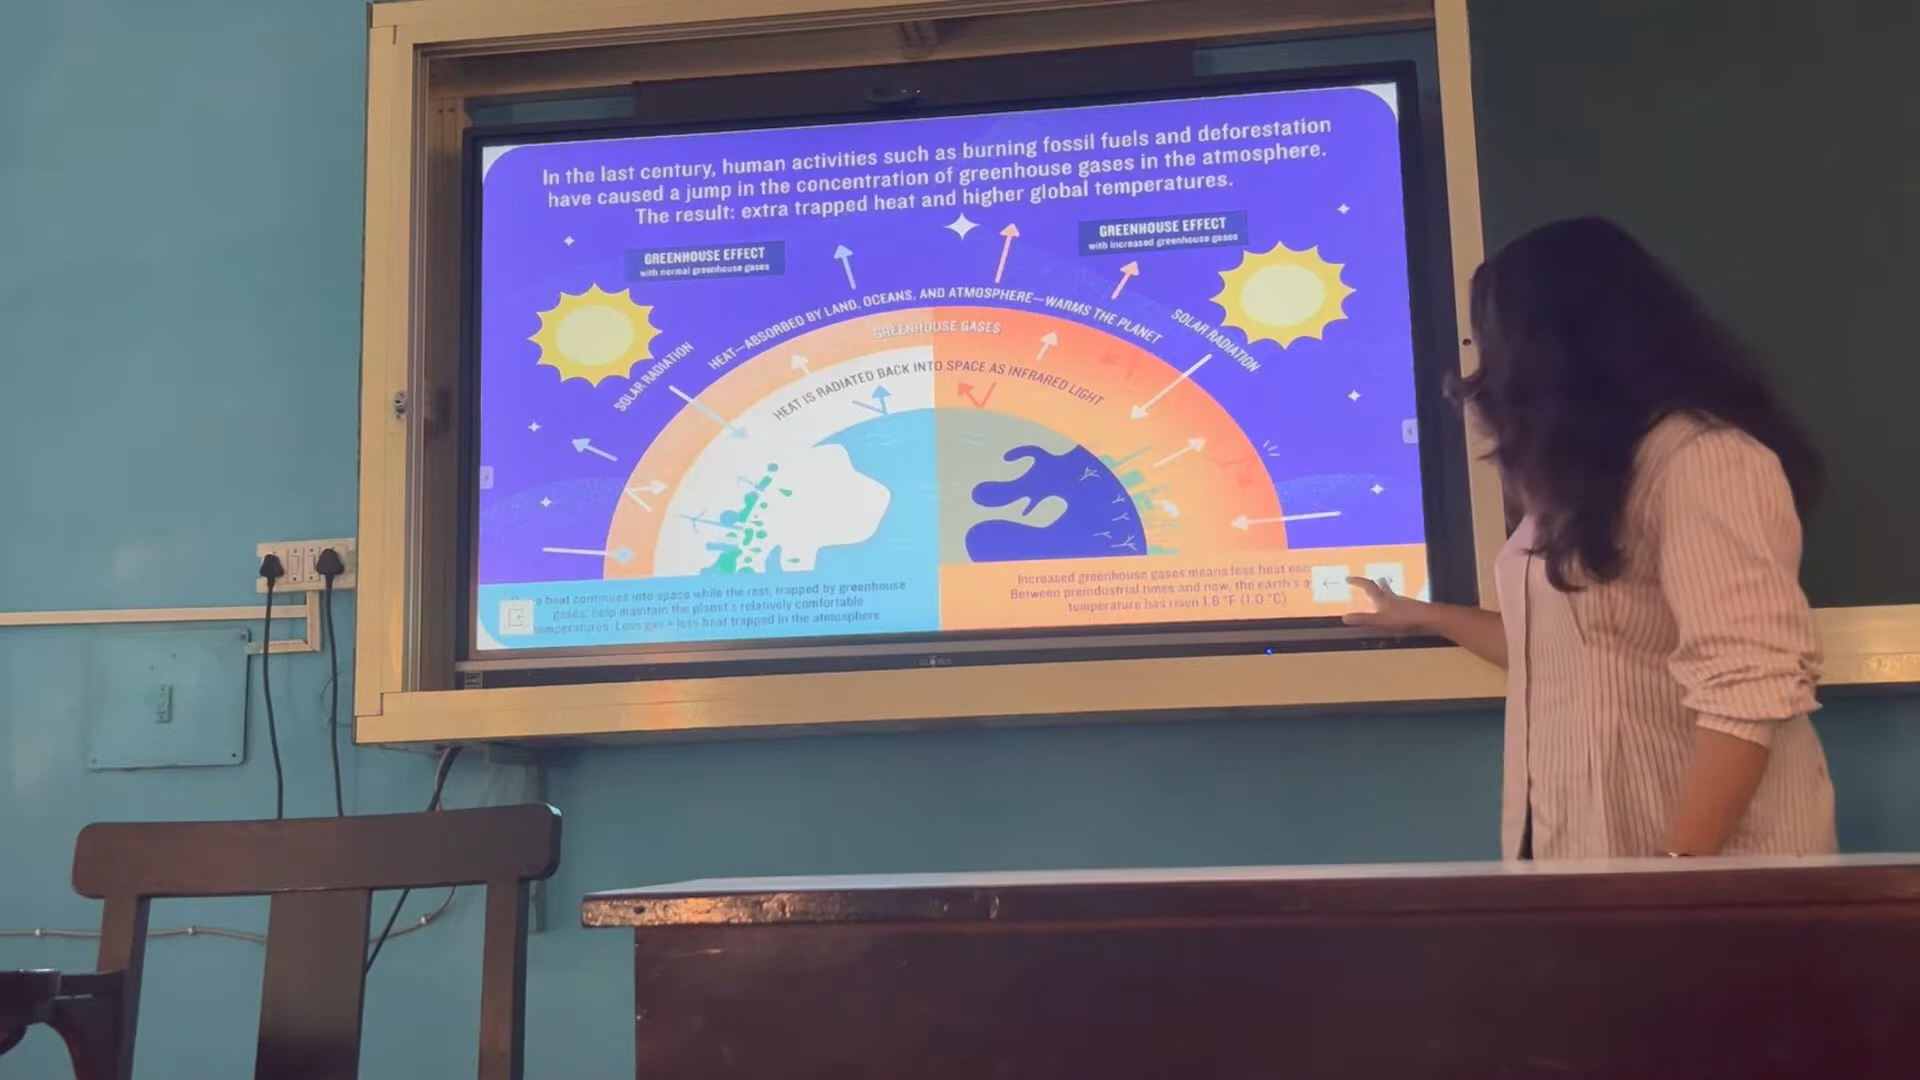 In the last century, human activities such as burning fossil fuels and deforestation
have caused a jump in the concentration of greenhouse gases in the atmosphere.
The result: extra trapped heat and higher global temperatures.
GREENHOUSE EFFECT
with normal greenhouse gases
GREENHOUSE EFFECT
with increased greenhouse gases
SOLAR RADIATION
HEAT—ABSORBED BY LAND, OCEANS, AND ATMOSPHERE—WARMS THE PLANET
SOLAR RADIATION
GREENHOUSE GASES
HEAT IS RADIATED BACK INTO SPACE AS INFRARED LIGHT
heat continues into space while the rest, trapped by greenhouse
gases, help maintain the planet's relatively comfortable
temperatures. Less gas = less heat trapped in the atmosphere
Increased greenhouse gases means less heat
Between preindustrial times and now, the earth's
temperature has risen 1.8 °F (1.0 °C)